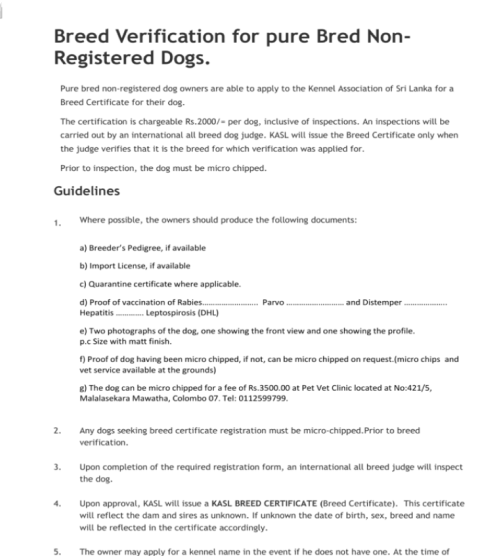 Breed Verification for pure Bred Non-
Registered Dogs.
Pure bred non-registered dog owners are able to apply to the Kennel Association of Sri Lanka for a
Breed Certificate for their dog.
The certification is chargeable Rs.2000/= per dog, inclusive of inspections. An inspections will be
carried out by an international all breed dog judge. KASL will issue the Breed Certificate only when
the judge verifies that it is the breed for which verification was applied for.
Prior to inspection, the dog must be micro chipped.
Guidelines
1. Where possible, the owners should produce the following documents:
a) Breeder's Pedigree, if available
b) Import License, if available
c) Quarantine certificate where applicable.
d) Proof of vaccination of Rabies.......................... Parvo .......................... and Distemper ....................
Hepatitis ............. Leptospirosis (DHL)
e) Two photographs of the dog, one showing the front view and one showing the profile.
p.c Size with matt finish.
f) Proof of dog having been micro chipped, if not, can be micro chipped on request.(micro chips and
vet service available at the grounds)
g) The dog can be micro chipped for a fee of Rs.3500.00 at Pet Vet Clinic located at No:421/5,
Malalasekara Mawatha, Colombo 07. Tel: 0112599799.
2. Any dogs seeking breed certificate registration must be micro-chipped.Prior to breed
verification.
3. Upon completion of the required registration form, an international all breed judge will inspect
the dog.
4. Upon approval, KASL will issue a KASL BREED CERTIFICATE (Breed Certificate). This certificate
will reflect the dam and sires as unknown. If unknown the date of birth, sex, breed and name
will be reflected in the certificate accordingly.
5. The owner may apply for a kennel name in the event if he does not have one. At the time of